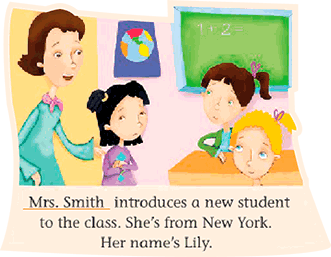 1 + 2 =
Mrs. Smith introduces a new student
to the class. She's from New York.
Her name's Lily.